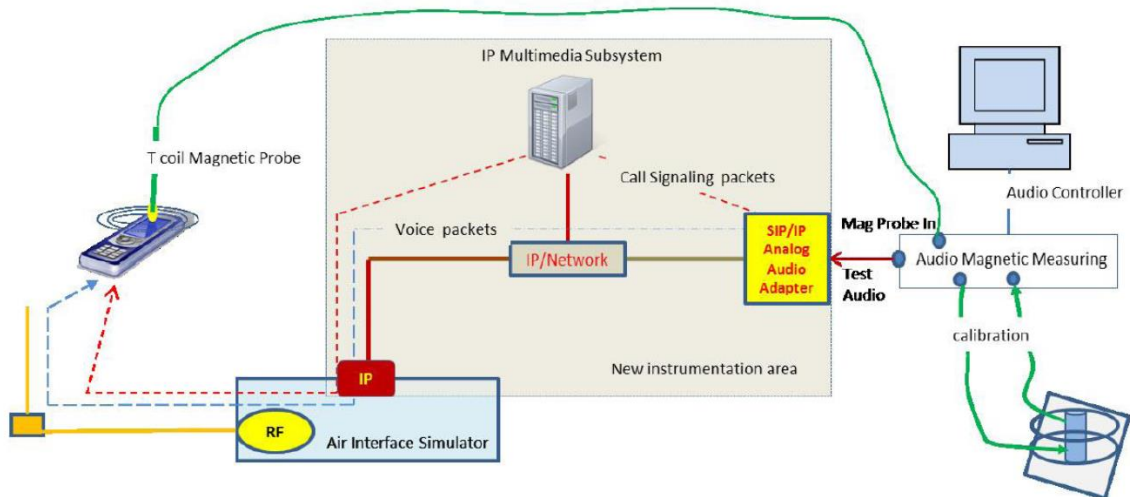 IP Multimedia Subsystem
T coil Magnetic Probe
Call Signaling packets
Audio Controller
Voice packets
Mag Probe In
SIP/IP
Analog
Audio
Adapter
IP/Network
Audio Magnetic Measuring
Test
Audio
calibration
New instrumentation area
IP
RF
Air Interface Simulator